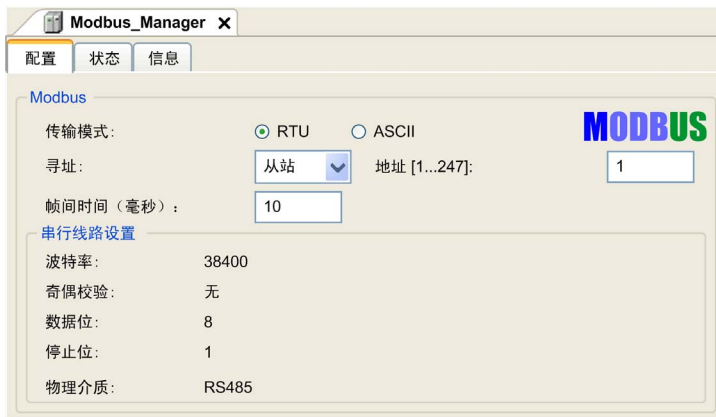 Modbus_Manager X
配置 状态 信息
Modbus
MODBUS
传输模式: RTU ASCII
寻址: 从站 地址 [1...247]: 1
帧间时间（毫秒）: 10
串行线路设置
波特率: 38400
奇偶校验: 无
数据位: 8
停止位: 1
物理介质: RS485